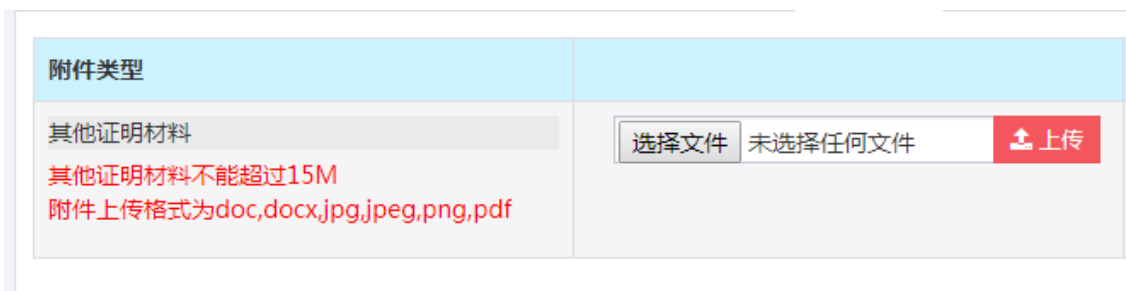 附件类型
其他证明材料
选择文件 未选择任何文件 上传
其他证明材料不能超过15M
附件上传格式为doc,docx,jpg,jpeg,png,pdf